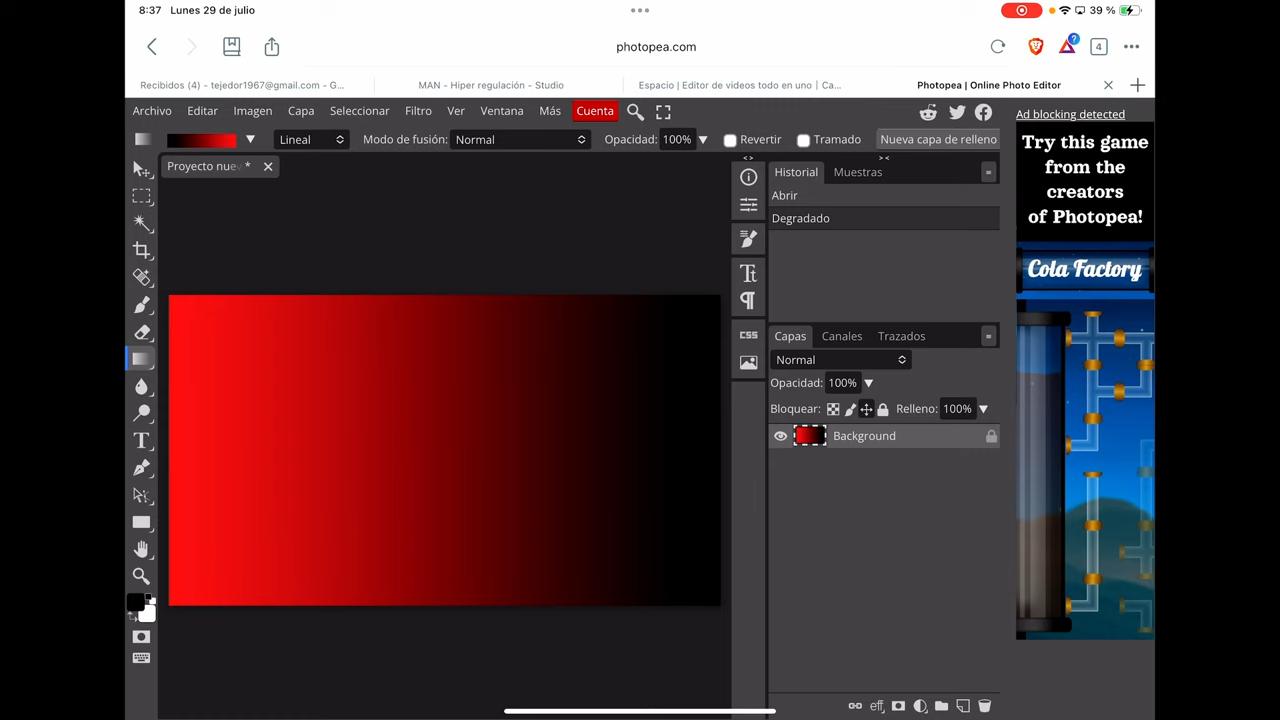 8:37 Lunes 29 de julio 39 %
photopea.com 4
Recibidos (4) - tejedor1967@gmail.com - G... MAN - Hiper regulación - Studio Espacio | Editor de videos todo en uno | Ca... Photopea | Online Photo Editor
Archivo Editar Imagen Capa Seleccionar Filtro Ver Ventana Más Cuenta
Ad blocking detected
Lineal Modo de fusión: Normal Opacidad: 100% Revertir Tramado Nueva capa de relleno
Try this game
from the
creators
of Photopea!
Cola Factory
Proyecto nuev *
Historial Muestras
Abrir
Degradado
Capas Canales Trazados
Normal
Opacidad: 100%
Bloquear: Relleno: 100%
Background
CSS
eff